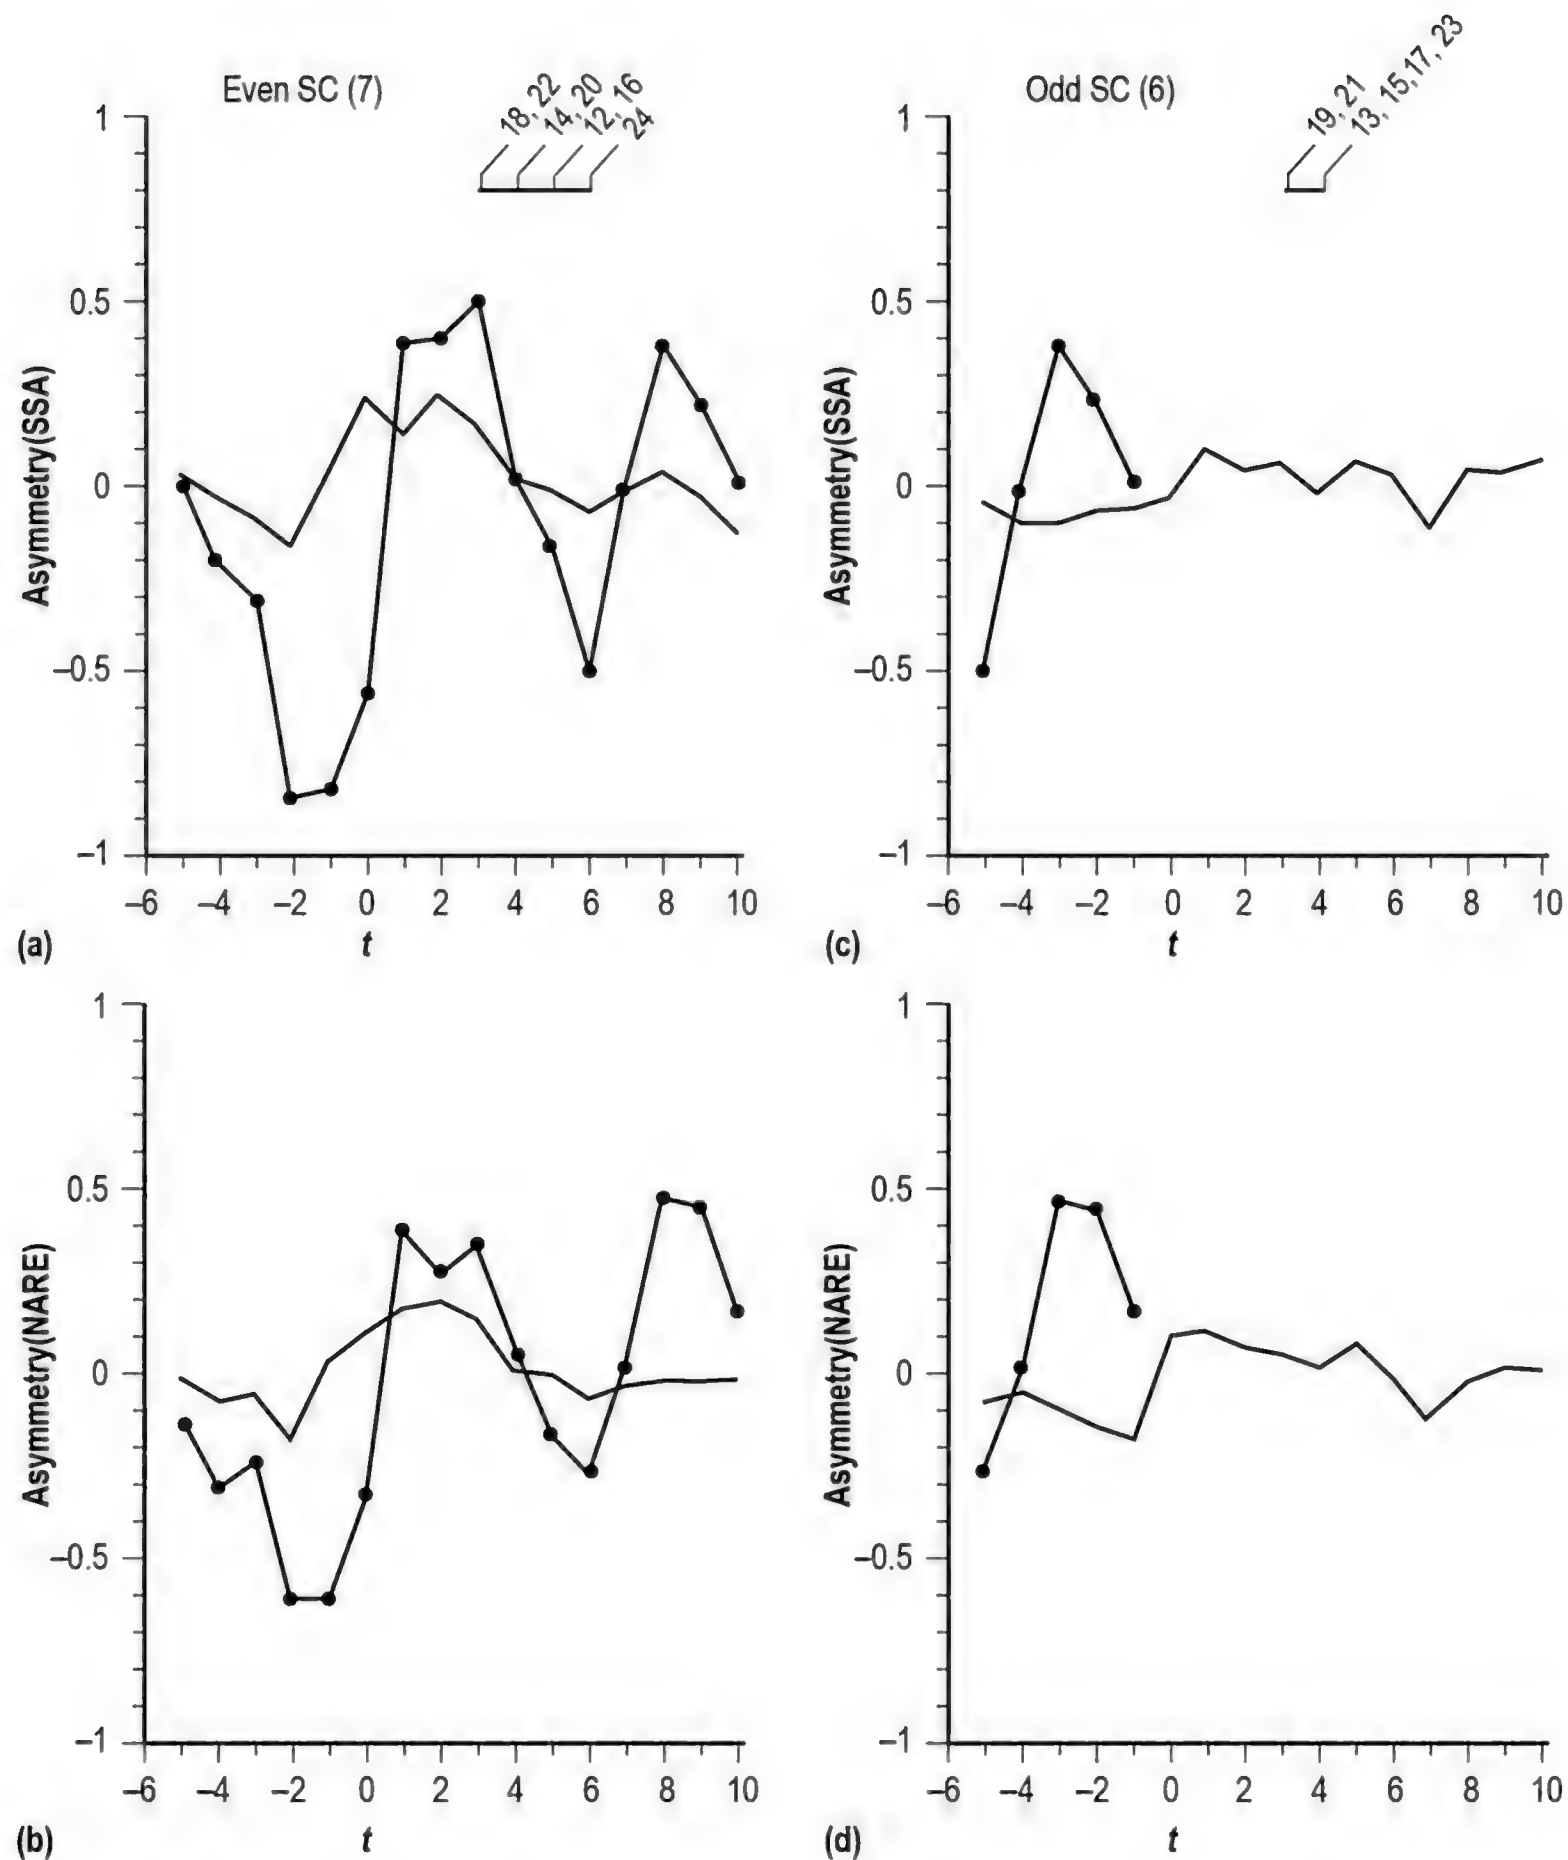 Even SC (7)
18, 22
14, 20
12, 16
24
1
0.5
0
–0.5
–1
Asymmetry(SSA)
–6 –4 –2 0 2 4 6 8 10
t
(a)
Odd SC (6)
19, 21
13, 15,17, 23
1
0.5
0
–0.5
–1
Asymmetry(SSA)
–6 –4 –2 0 2 4 6 8 10
t
(c)
1
0.5
0
–0.5
–1
Asymmetry(NARE)
–6 –4 –2 0 2 4 6 8 10
t
(b)
1
0.5
0
–0.5
–1
Asymmetry(NARE)
–6 –4 –2 0 2 4 6 8 10
t
(d)